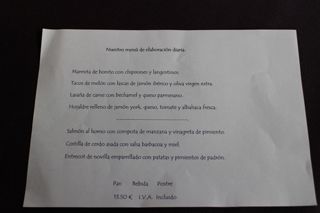 Nuestro menú de elaboración diaria.
Marmita de bonito con chipirones y langostinos.
Tacos de melón con lascas de jamón ibérico y oliva virgen extra.
Lasaña de carne con bechamel y queso parmesano.
Hojaldre relleno de jamón york, queso, tomate y albahaca fresca.
Salmón al horno con compota de manzana y vinagreta de pimiento.
Costilla de cerdo asada con salsa barbacoa y miel.
Entrecot de novilla emparrillado con patatas y pimientos de padrón.
Pan Bebida Postre
13.50 € I.V.A. Incluido